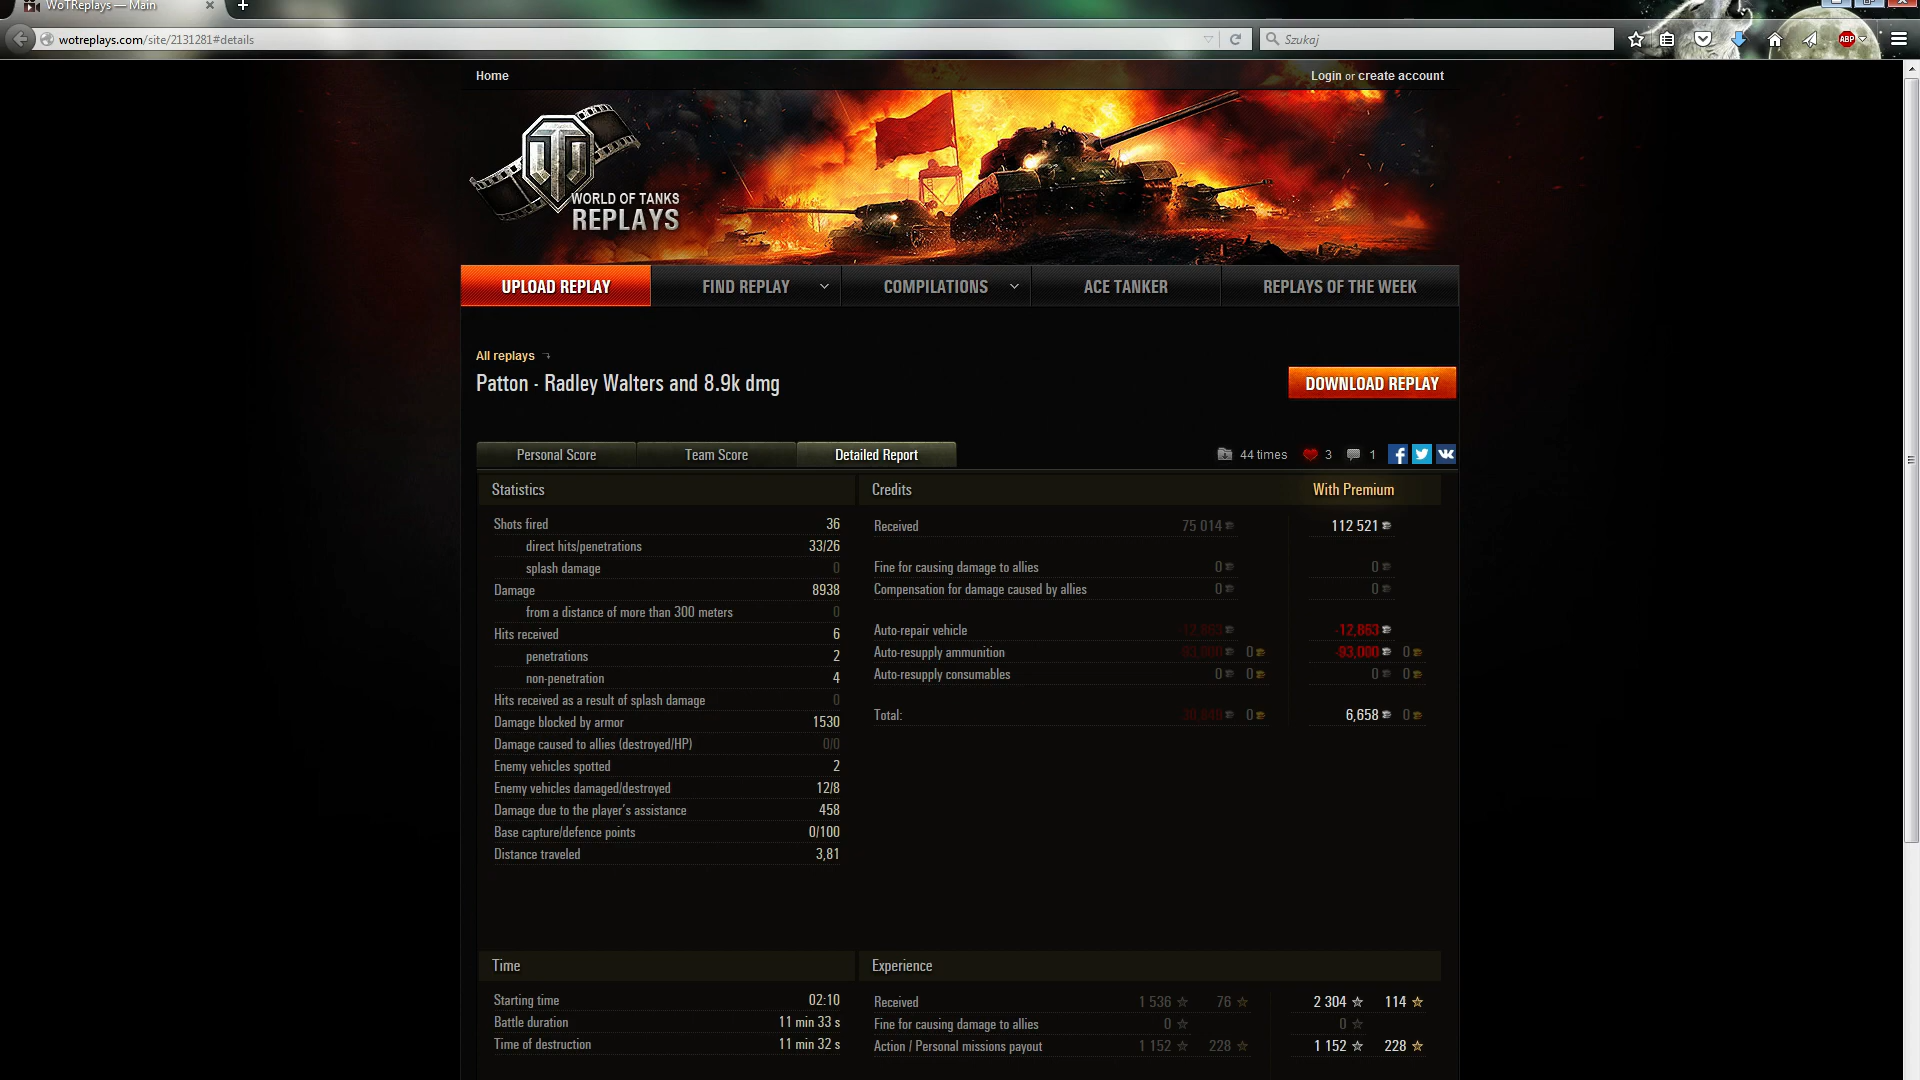 WoTReplays — Main
wotreplays.com/site/2131281#details
Szukaj
ABP
Home
Login or create account
WORLD OF TANKS
REPLAYS
UPLOAD REPLAY
FIND REPLAY
COMPILATIONS
ACE TANKER
REPLAYS OF THE WEEK
All replays
Patton - Radley Walters and 8.9k dmg
DOWNLOAD REPLAY
Personal Score
Team Score
Detailed Report
44 times
3
1
Statistics
Shots fired 36
direct hits/penetrations 33/26
splash damage 0
Damage 8938
from a distance of more than 300 meters 0
Hits received 6
penetrations 2
non-penetration 4
Hits received as a result of splash damage 0
Damage blocked by armor 1530
Damage caused to allies (destroyed/HP) 0/0
Enemy vehicles spotted 2
Enemy vehicles damaged/destroyed 12/8
Damage due to the player's assistance 458
Base capture/defence points 0/100
Distance traveled 3,81
Credits With Premium
Received 75 014 112 521
Fine for causing damage to allies 0 0
Compensation for damage caused by allies 0 0
Auto-repair vehicle -12,863 -12,863
Auto-resupply ammunition -93,000 0 -93,000 0
Auto-resupply consumables 0 0 0 0
Total: 0 6,658 0
Time
Starting time 02:10
Battle duration 11 min 33 s
Time of destruction 11 min 32 s
Experience
Received 1 536 76 2 304 114
Fine for causing damage to allies 0 0
Action / Personal missions payout 1 152 228 1 152 228